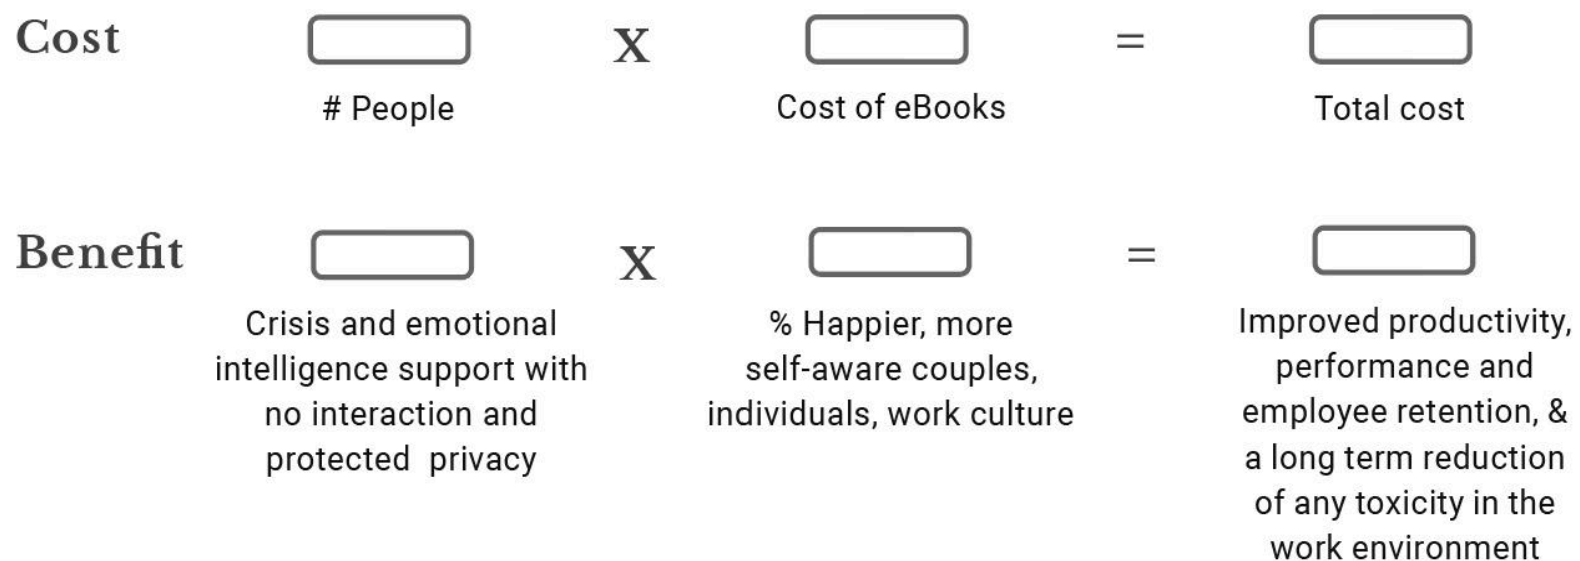 Cost
X
=
# People
Cost of eBooks
Total cost
Benefit
X
=
Crisis and emotional
intelligence support with
no interaction and
protected privacy
% Happier, more
self-aware couples,
individuals, work culture
Improved productivity,
performance and
employee retention, &
a long term reduction
of any toxicity in the
work environment